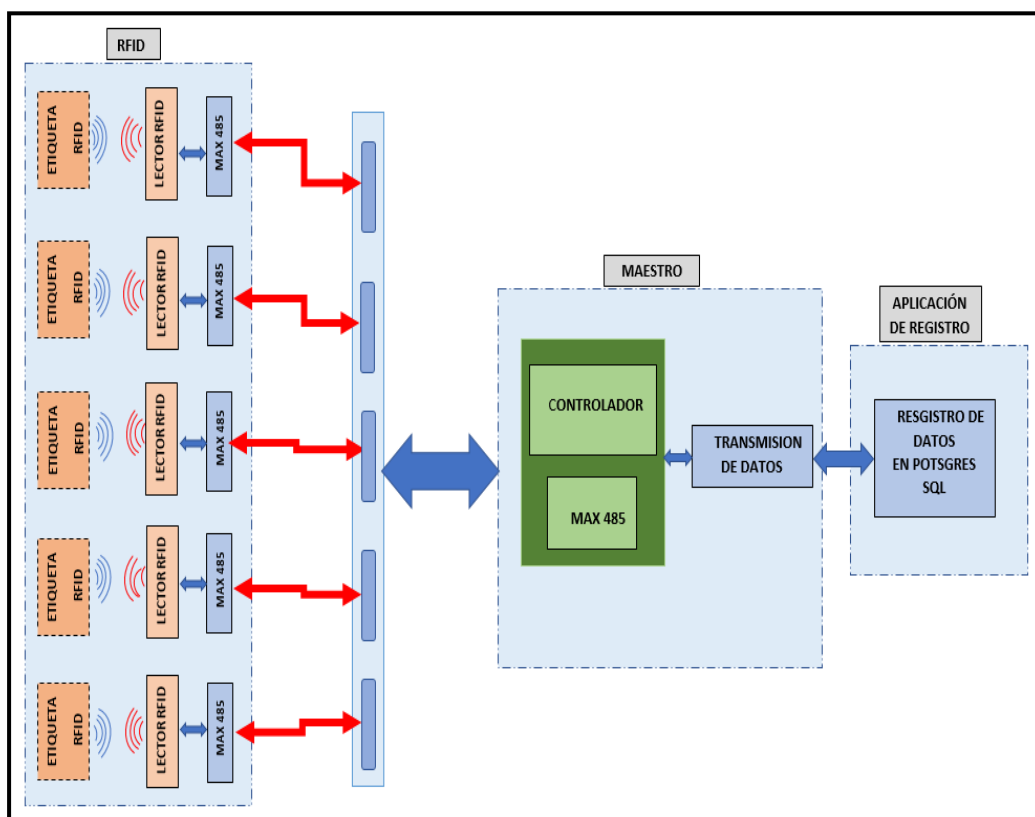 RFID
ETIQUETA
RFID
LECTOR RFID
MAX 485
ETIQUETA
RFID
LECTOR RFID
MAX 485
ETIQUETA
RFID
LECTOR RFID
MAX 485
ETIQUETA
RFID
LECTOR RFID
MAX 485
ETIQUETA
RFID
LECTOR RFID
MAX 485
MAESTRO
CONTROLADOR
MAX 485
TRANSMISION
DE DATOS
APLICACIÓN
DE REGISTRO
RESGISTRO DE
DATOS
EN POTSGRES
SQL